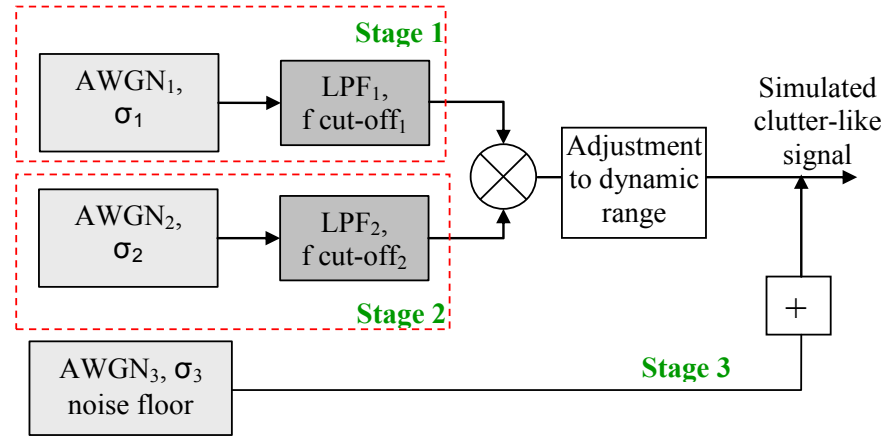 Stage 1
AWGN₁,
σ₁
LPF₁,
f cut-off₁
Simulated
clutter-like
signal
Adjustment
to dynamic
range
AWGN₂,
σ₂
LPF₂,
f cut-off₂
Stage 2
+
AWGN₃, σ₃
noise floor
Stage 3